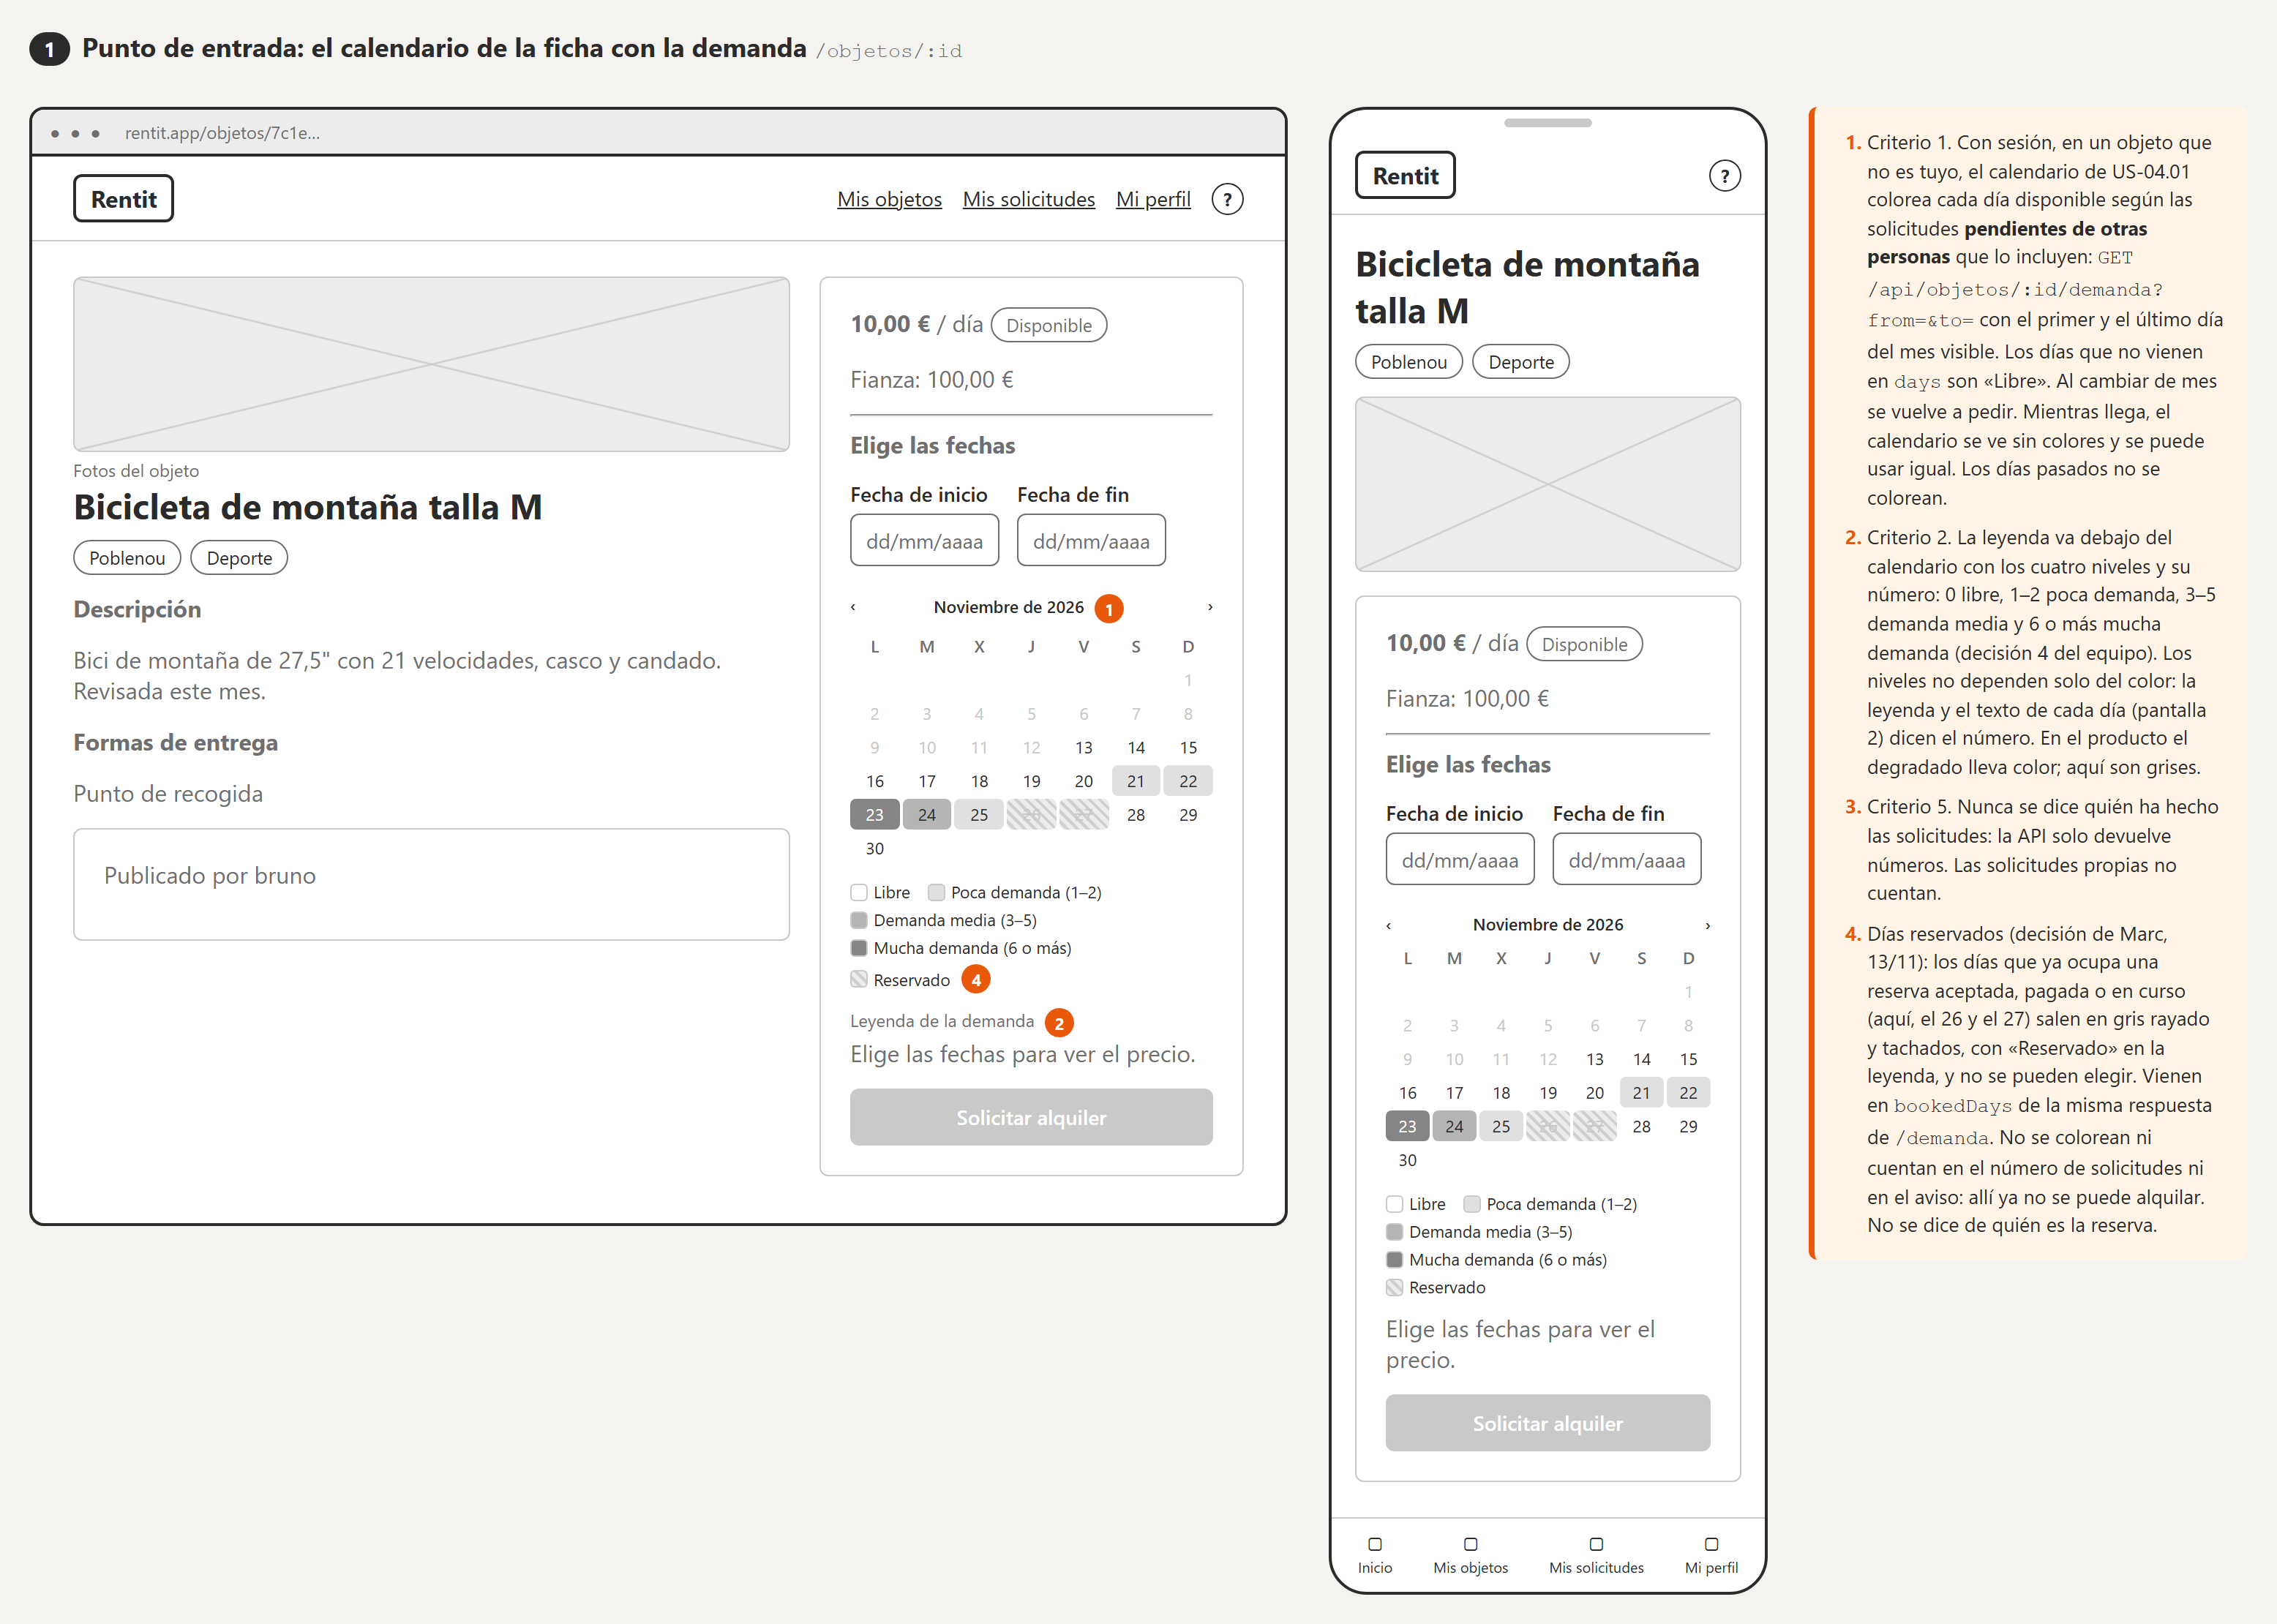 1 Punto de entrada: el calendario de la ficha con la demanda /objetos/:id
rentit.app/objetos/7c1e...
Rentit
Mis objetos Mis solicitudes Mi perfil ?
Fotos del objeto
Bicicleta de montaña talla M
Poblenou Deporte
Descripción
Bici de montaña de 27,5" con 21 velocidades, casco y candado.
Revisada este mes.
Formas de entrega
Punto de recogida
Publicado por bruno
10,00 € / día Disponible
Fianza: 100,00 €
Elige las fechas
Fecha de inicio Fecha de fin
dd/mm/aaaa dd/mm/aaaa
‹ Noviembre de 2026 1 ›
L M X J V S D
1
2 3 4 5 6 7 8
9 10 11 12 13 14 15
16 17 18 19 20 21 22
23 24 25 26 27 28 29
30
Libre Poca demanda (1–2)
Demanda media (3–5)
Mucha demanda (6 o más)
Reservado 4
Leyenda de la demanda 2
Elige las fechas para ver el precio.
Solicitar alquiler
Rentit ?
Bicicleta de montaña
talla M
Poblenou Deporte
10,00 € / día Disponible
Fianza: 100,00 €
Elige las fechas
Fecha de inicio Fecha de fin
dd/mm/aaaa dd/mm/aaaa
‹ Noviembre de 2026 ›
L M X J V S D
1
2 3 4 5 6 7 8
9 10 11 12 13 14 15
16 17 18 19 20 21 22
23 24 25 26 27 28 29
30
Libre Poca demanda (1–2)
Demanda media (3–5)
Mucha demanda (6 o más)
Reservado
Elige las fechas para ver el
precio.
Solicitar alquiler
Inicio Mis objetos Mis solicitudes Mi perfil
1. Criterio 1. Con sesión, en un objeto que
no es tuyo, el calendario de US-04.01
colorea cada día disponible según las
solicitudes pendientes de otras
personas que lo incluyen: GET
/api/objetos/:id/demanda?
from=&to= con el primer y el último día
del mes visible. Los días que no vienen
en days son «Libre». Al cambiar de mes
se vuelve a pedir. Mientras llega, el
calendario se ve sin colores y se puede
usar igual. Los días pasados no se
colorean.
2. Criterio 2. La leyenda va debajo del
calendario con los cuatro niveles y su
número: 0 libre, 1–2 poca demanda, 3–5
demanda media y 6 o más mucha
demanda (decisión 4 del equipo). Los
niveles no dependen solo del color: la
leyenda y el texto de cada día (pantalla
2) dicen el número. En el producto el
degradado lleva color; aquí son grises.
3. Criterio 5. Nunca se dice quién ha hecho
las solicitudes: la API solo devuelve
números. Las solicitudes propias no
cuentan.
4. Días reservados (decisión de Marc,
13/11): los días que ya ocupa una
reserva aceptada, pagada o en curso
(aquí, el 26 y el 27) salen en gris rayado
y tachados, con «Reservado» en la
leyenda, y no se pueden elegir. Vienen
en bookedDays de la misma respuesta
de /demanda. No se colorean ni
cuentan en el número de solicitudes ni
en el aviso: allí ya no se puede alquilar.
No se dice de quién es la reserva.